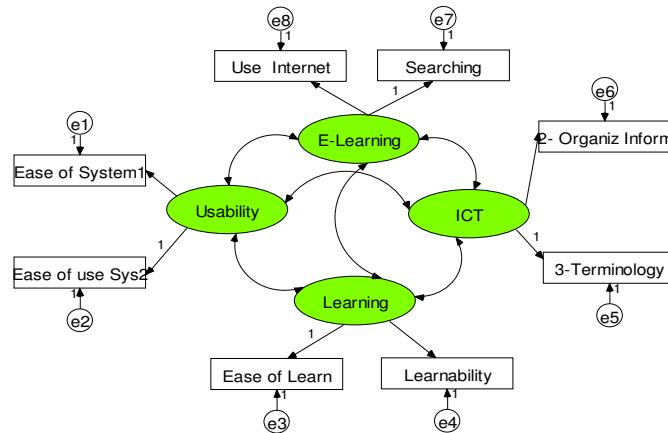 e8
1
e7
1
Use Internet
Searching
1
e6
1
2- Organiz Inform
e1
1
E-Learning
Ease of System1
Usability
ICT
1
1
Ease of use Sys2
1
e2
3-Terminology
1
e5
Learning
1
Ease of Learn
Learnability
1
1
e3
e4